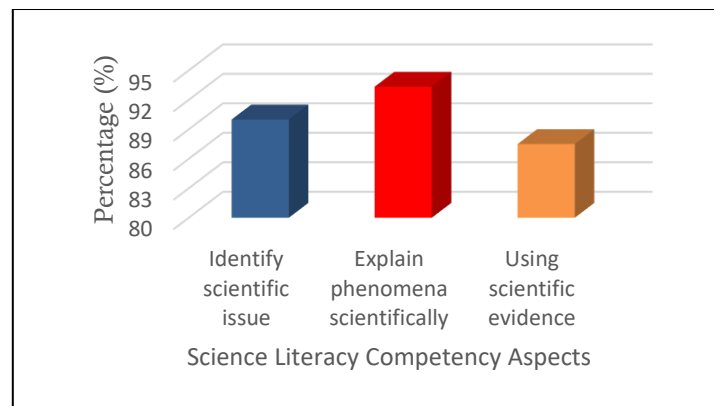 Percentage (%)
95
92
89
86
83
80
Identify
scientific
issue
Explain
phenomena
scientifically
Using
scientific
evidence
Science Literacy Competency Aspects